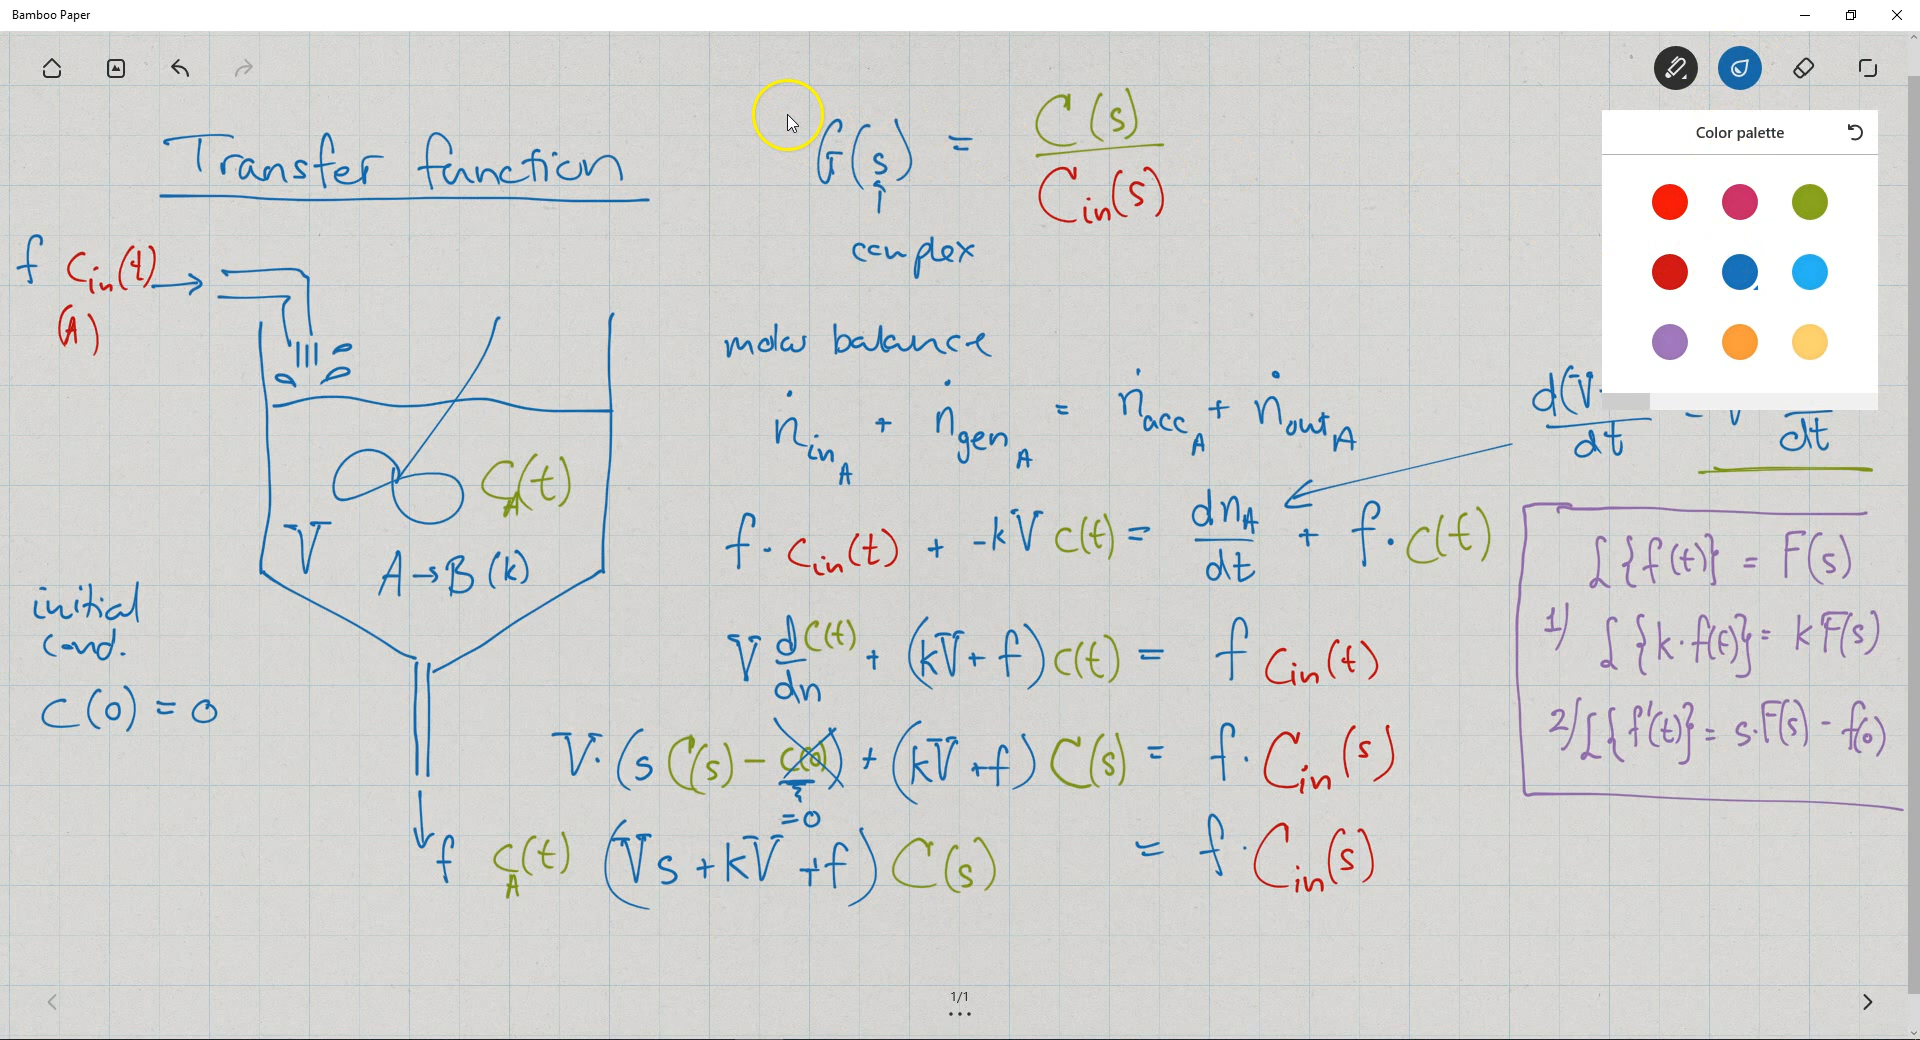 Bamboo Paper
Color palette
Transfer function
G(s) = C(s) / Cin(s)
complex
f Cin(t)
(A)
CA(t)
V
A→B (k)
initial
cond.
C(0) = 0
f CA(t)
molar balance
ṅinA + ṅgenA = ṅaccA + ṅoutA
d(V
dt
= V
dt
f · Cin(t) + -kV C(t) = dnA/dt + f · C(t)
V d/dn C(t) + (kV + f) C(t) = f Cin(t)
V·(s C(s) - C(0)) + (kV + f) C(s) = f · Cin(s)
=0
(Vs + kV + f) C(s) = f · Cin(s)
L{f(t)} = F(s)
1) L{k·f(t)} = kF(s)
2) L{f'(t)} = s·F(s) - f(0)
1/1